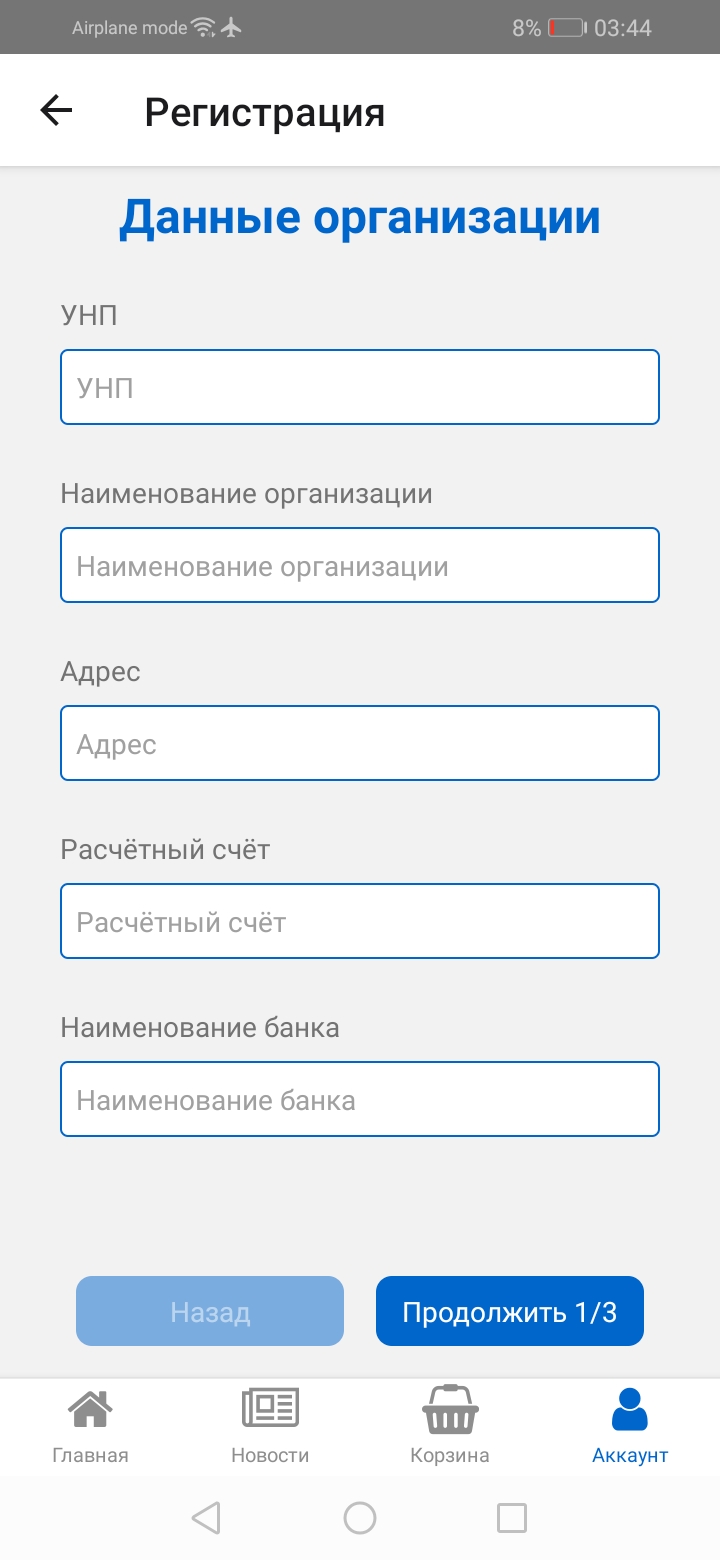 Airplane mode 8% 03:44
Регистрация
Данные организации
УНП
УНП
Наименование организации
Наименование организации
Адрес
Адрес
Расчётный счёт
Расчётный счёт
Наименование банка
Наименование банка
Назад Продолжить 1/3
Главная Новости Корзина Аккаунт